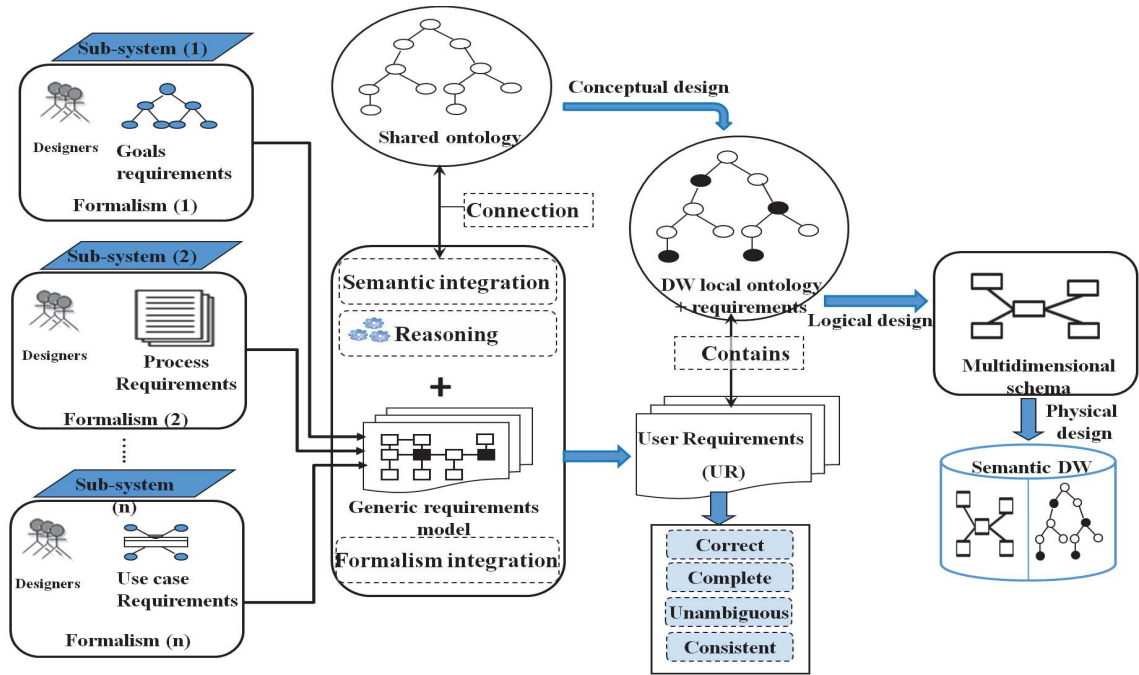 Sub-system (1)
Designers
Goals
requirements
Formalism (1)
Sub-system (2)
Designers
Process
Requirements
Formalism (2)
......
Sub-system
(n)
Designers
Use case
Requirements
Formalism (n)
Shared ontology
Connection
Semantic integration
Reasoning
+
Generic requirements
model
Formalism integration
Conceptual design
DW local ontology
+ requirements
Contains
User Requirements
(UR)
Correct
Complete
Unambiguous
Consistent
Logical design
Multidimensional
schema
Physical
design
Semantic DW